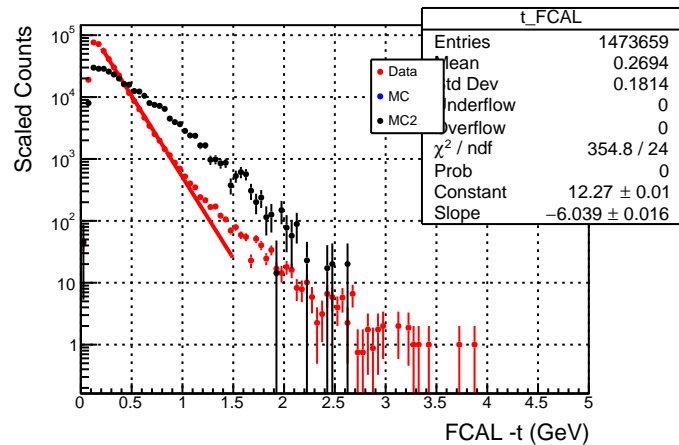 t_FCAL
Entries 1473659
Mean 0.2694
Std Dev 0.1814
Underflow 0
Overflow 0
χ² / ndf 354.8 / 24
Prob 0
Constant 12.27 ± 0.01
Slope −6.039 ± 0.016
Data
MC
MC2
Scaled Counts
10⁵
10⁴
10³
10²
10
1
0 0.5 1 1.5 2 2.5 3 3.5 4 4.5 5
FCAL -t (GeV)